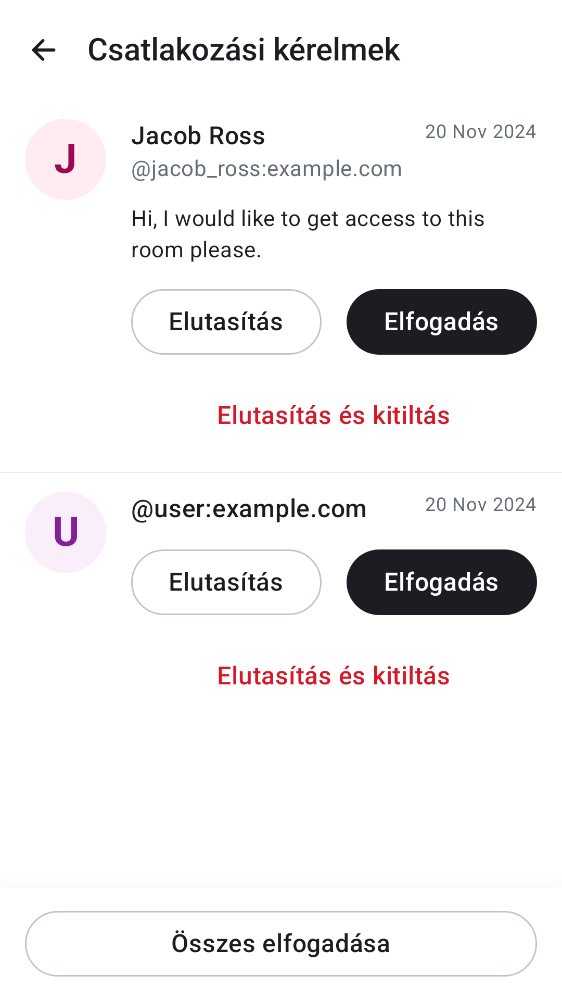 Csatlakozási kérelmek
J
Jacob Ross
20 Nov 2024
@jacob_ross:example.com
Hi, I would like to get access to this
room please.
Elutasítás
Elfogadás
Elutasítás és kitiltás
U
@user:example.com
20 Nov 2024
Elutasítás
Elfogadás
Elutasítás és kitiltás
Összes elfogadása